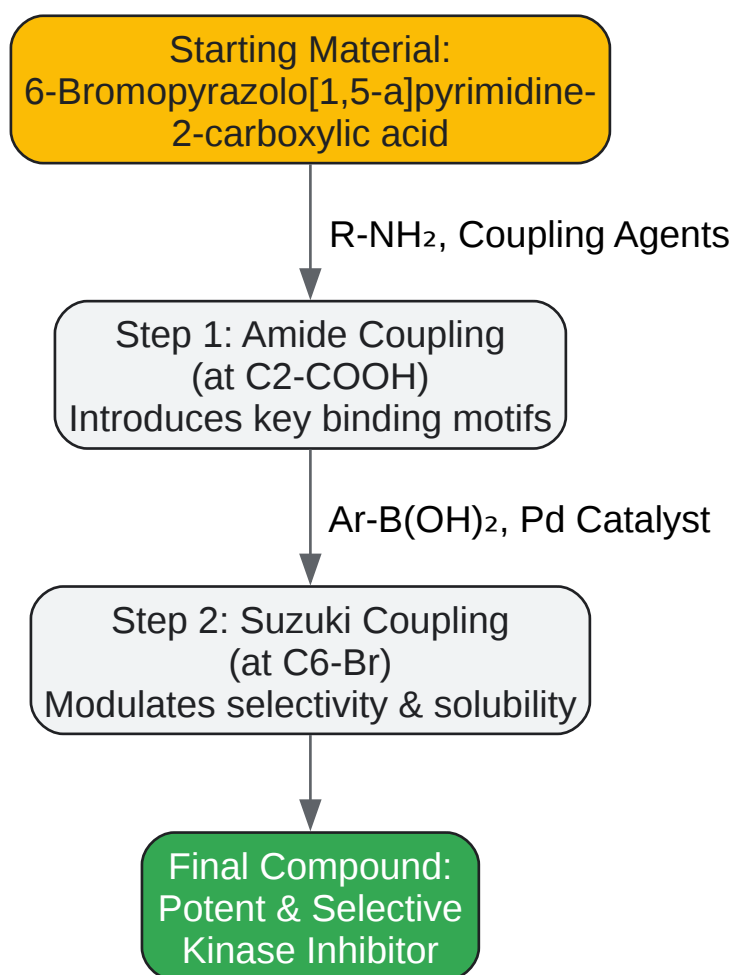 Starting Material:
6-Bromopyrazolo[1,5-a]pyrimidine-
2-carboxylic acid
R-NH₂, Coupling Agents
Step 1: Amide Coupling
(at C2-COOH)
Introduces key binding motifs
Ar-B(OH)₂, Pd Catalyst
Step 2: Suzuki Coupling
(at C6-Br)
Modulates selectivity & solubility
Final Compound:
Potent & Selective
Kinase Inhibitor